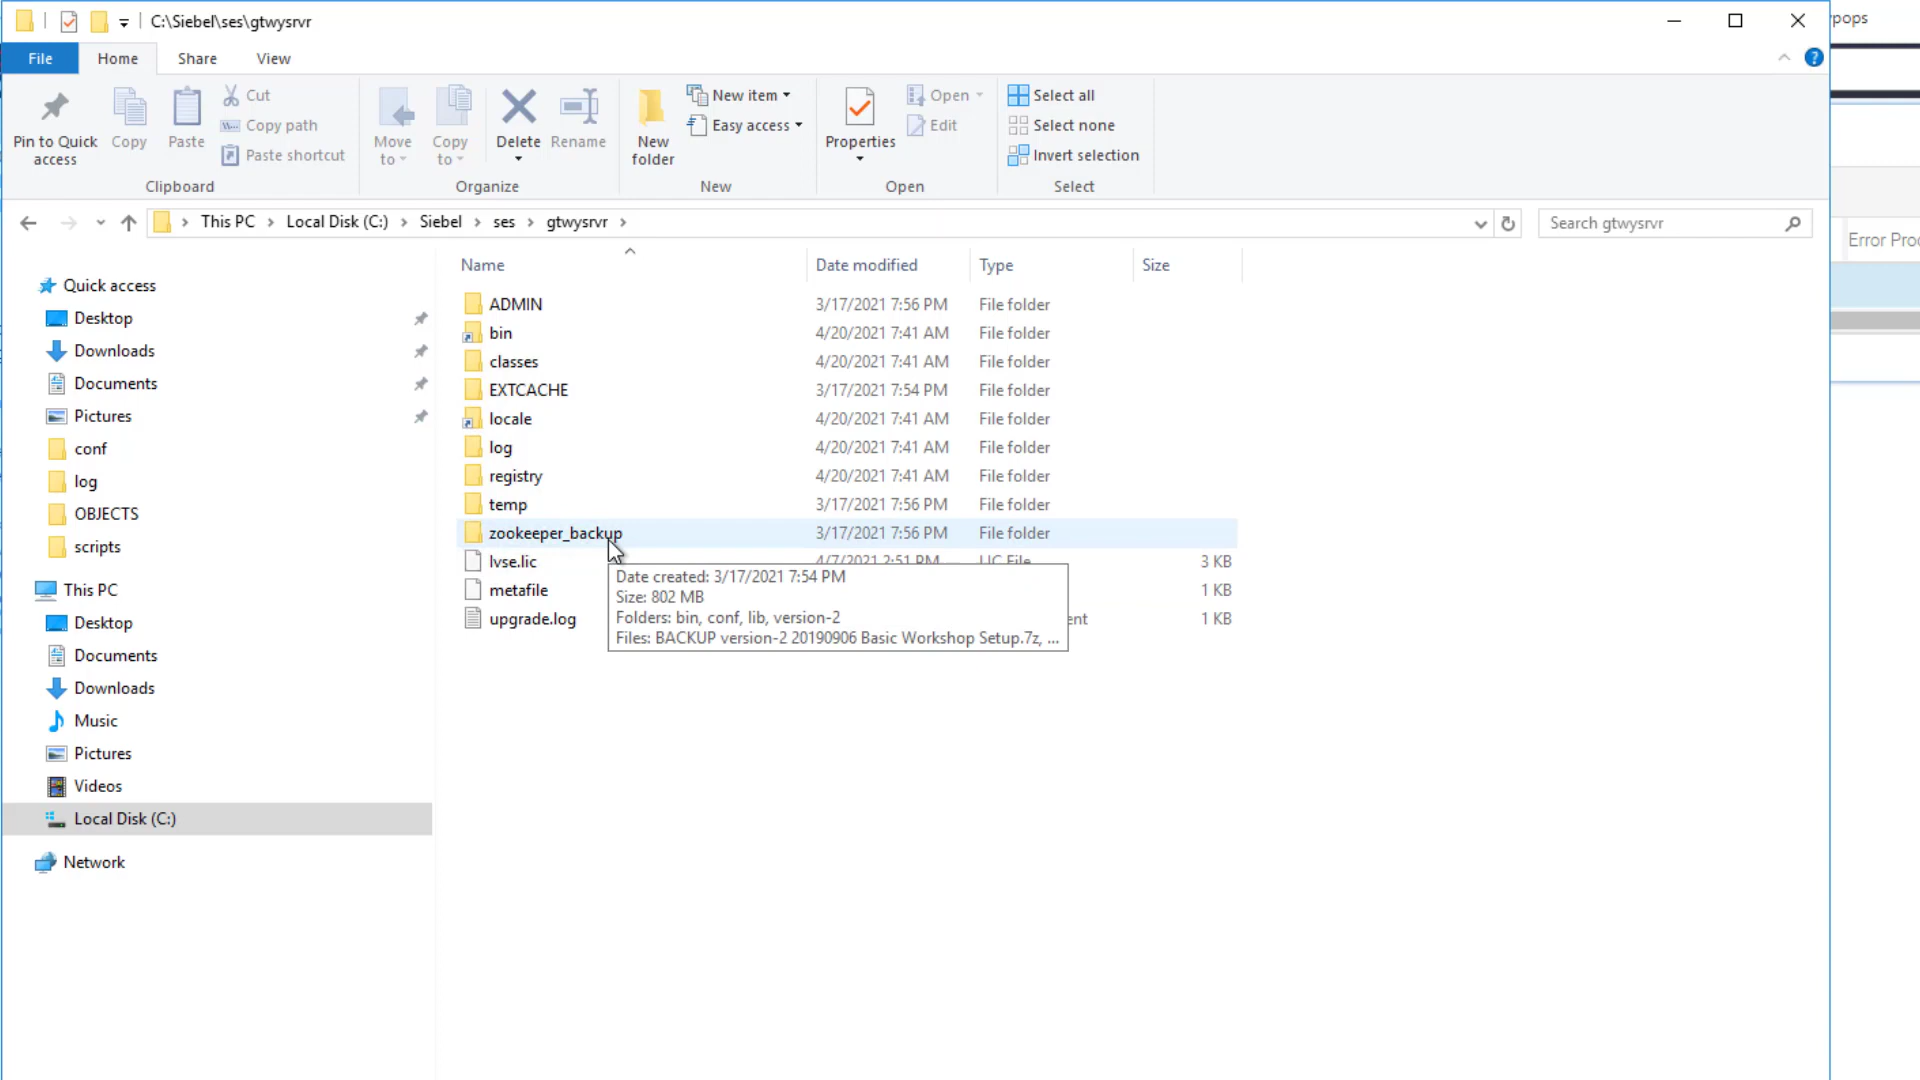 C:\Siebel\ses\gtwysrvr
pops
File Home Share View
Pin to Quick access
Copy
Paste
Cut
Copy path
Paste shortcut
Clipboard
Move to
Copy to
Delete
Rename
Organize
New folder
New item
Easy access
New
Properties
Open
Edit
Open
Select all
Select none
Invert selection
Select
This PC > Local Disk (C:) > Siebel > ses > gtwysrvr >
Search gtwysrvr
Error Pro
Quick access
Desktop
Downloads
Documents
Pictures
conf
log
OBJECTS
scripts
This PC
Desktop
Documents
Downloads
Music
Pictures
Videos
Local Disk (C:)
Network
Name Date modified Type Size
ADMIN 3/17/2021 7:56 PM File folder
bin 4/20/2021 7:41 AM File folder
classes 4/20/2021 7:41 AM File folder
EXTCACHE 3/17/2021 7:54 PM File folder
locale 4/20/2021 7:41 AM File folder
log 4/20/2021 7:41 AM File folder
registry 4/20/2021 7:41 AM File folder
temp 3/17/2021 7:56 PM File folder
zookeeper_backup 3/17/2021 7:56 PM File folder
lvse.lic 4/7/2021 2:51 PM LIC File 3 KB
metafile 1 KB
upgrade.log ent 1 KB
Date created: 3/17/2021 7:54 PM
Size: 802 MB
Folders: bin, conf, lib, version-2
Files: BACKUP version-2 20190906 Basic Workshop Setup.7z, ...